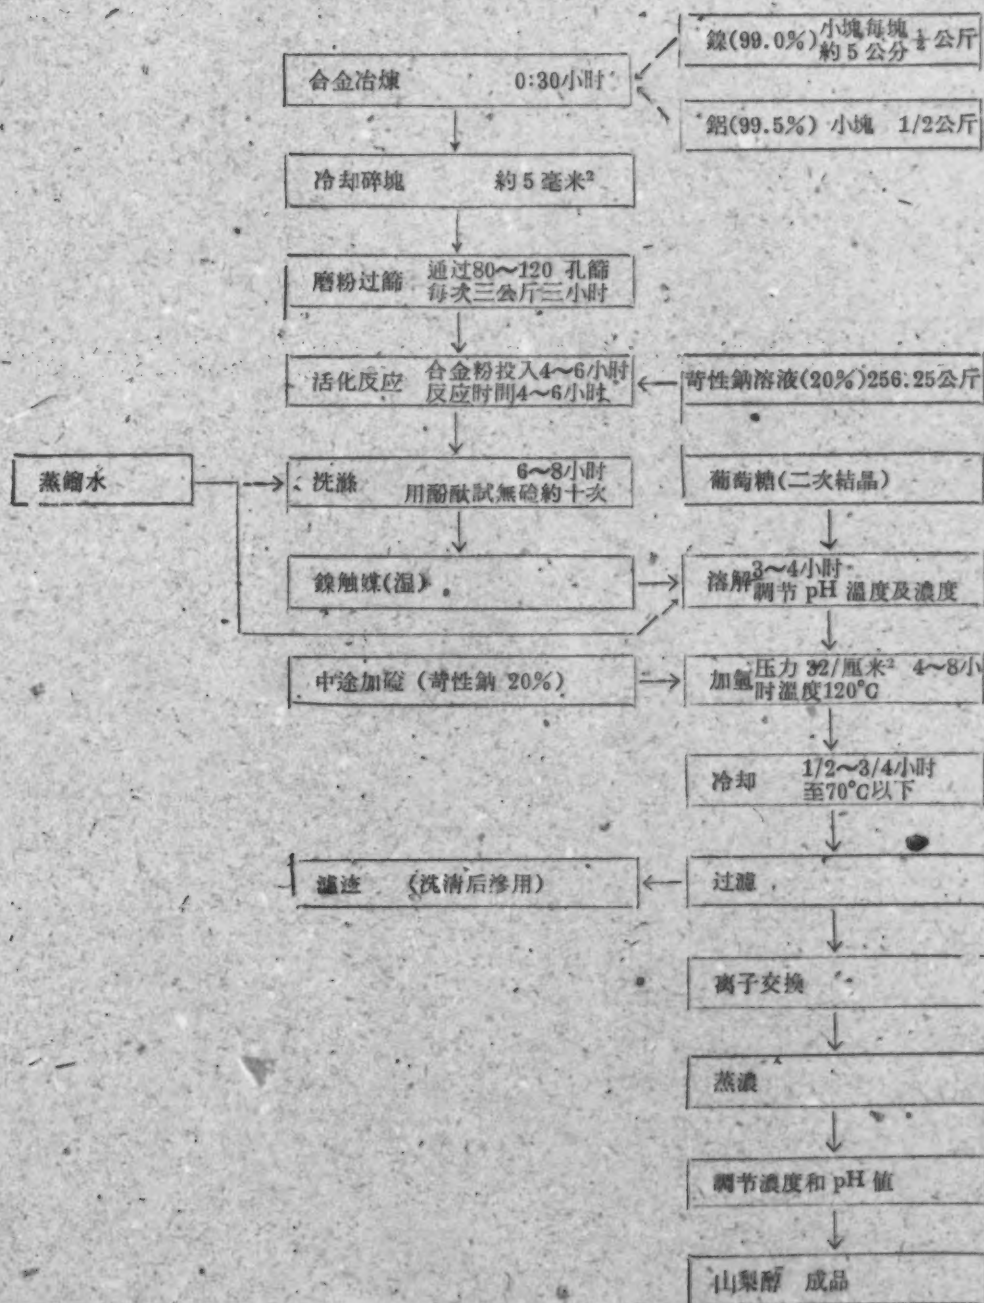 鎳(99.0%) 小塊每塊 1/2 公斤
約 5 公分
合金冶煉 0:30小时
鋁(99.5%) 小塊 1/2公斤
冷却碎塊 約 5 毫米²
磨粉过篩 通过80～120 孔篩
每次三公斤三小时
活化反应 合金粉投入4～6小时
反应时間4～6小时
苛性鈉溶液(20%)256.25公斤
蒸餾水
洗滌 6～8小时
用酚酞試無碱約十次
葡萄糖(二次結晶)
鎳触媒(湿)
溶解 3～4小时
調节 pH 溫度及濃度
中途加碱 (苛性鈉 20%)
加氫 压力 32/厘米² 4～8小
时溫度120°C
冷却 1/2～3/4小时
至70°C以下
濾渣 (洗清后滲用)
过濾
离子交換
蒸濃
調节濃度和 pH 值
山梨醇 成品